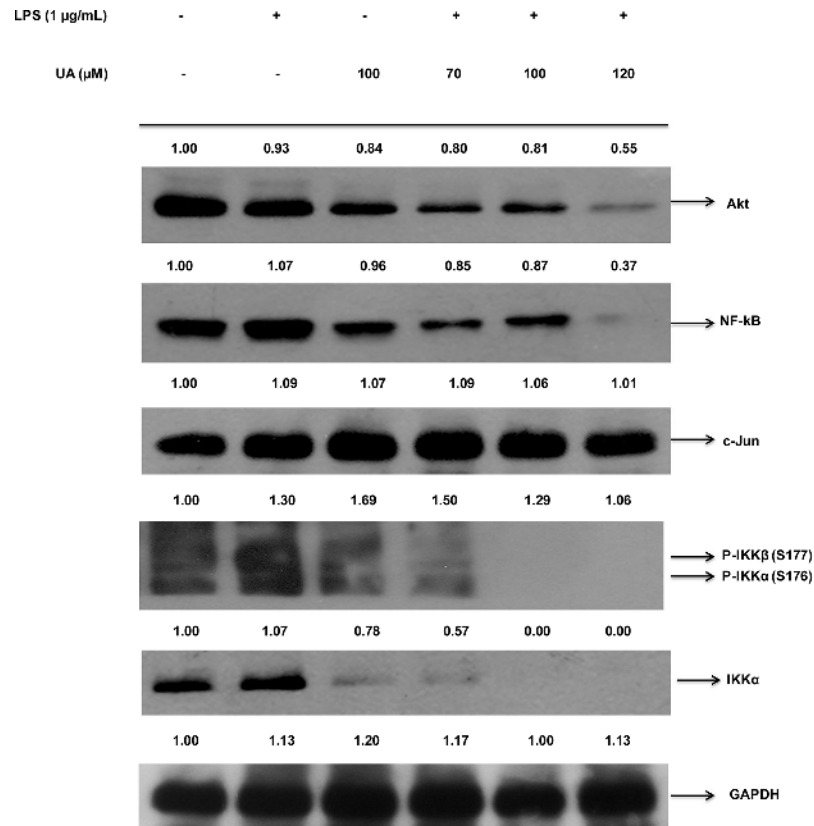 LPS (1 µg/mL) - + - + + +
UA (µM) - - 100 70 100 120
1.00 0.93 0.84 0.80 0.81 0.55
Akt
1.00 1.07 0.96 0.85 0.87 0.37
NF-kB
1.00 1.09 1.07 1.09 1.06 1.01
c-Jun
1.00 1.30 1.69 1.50 1.29 1.06
P-IKKβ (S177)
P-IKKα (S176)
1.00 1.07 0.78 0.57 0.00 0.00
IKKα
1.00 1.13 1.20 1.17 1.00 1.13
GAPDH